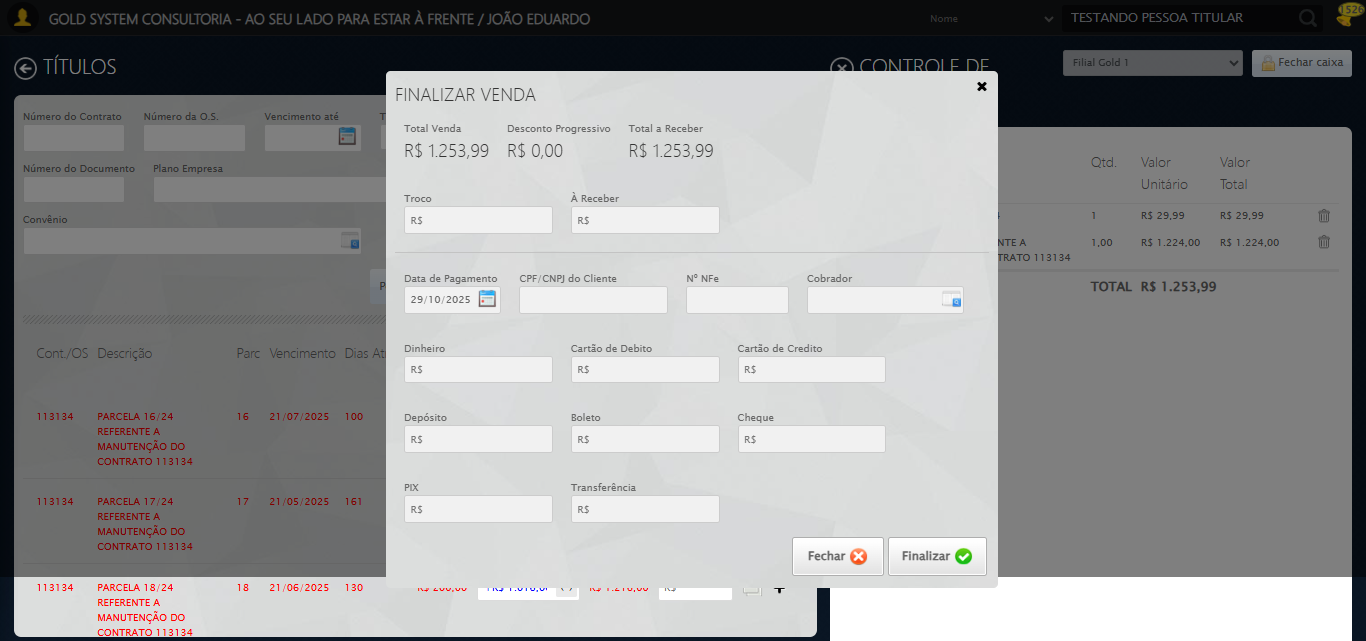 GOLD SYSTEM CONSULTORIA - AO SEU LADO PARA ESTAR À FRENTE / JOÃO EDUARDO
Nome
TESTANDO PESSOA TITULAR
1526
TÍTULOS
CONTROLE DE
Filial Gold 1
Fechar caixa
Número do Contrato
Número da O.S.
Vencimento até
Número do Documento
Plano Empresa
Convênio
Cont./OS
Descrição
Parc
Vencimento
Dias At
113134
PARCELA 16/24
REFERENTE A
MANUTENÇÃO DO
CONTRATO 113134
16
21/07/2025
100
113134
PARCELA 17/24
REFERENTE A
MANUTENÇÃO DO
CONTRATO 113134
17
21/05/2025
161
113134
PARCELA 18/24
REFERENTE A
MANUTENÇÃO DO
CONTRATO 113134
18
21/06/2025
130
FINALIZAR VENDA
Total Venda
R$ 1.253,99
Desconto Progressivo
R$ 0,00
Total a Receber
R$ 1.253,99
Troco
R$
À Receber
R$
Data de Pagamento
29/10/2025
CPF/CNPJ do Cliente
Nº NFe
Cobrador
Dinheiro
R$
Cartão de Debito
R$
Cartão de Credito
R$
Depósito
R$
Boleto
R$
Cheque
R$
PIX
R$
Transferência
R$
Fechar
Finalizar
Qtd.
Valor
Unitário
Valor
Total
1
R$ 29,99
R$ 29,99
NTE A
TRATO 113134
1,00
R$ 1.224,00
R$ 1.224,00
TOTAL R$ 1.253,99